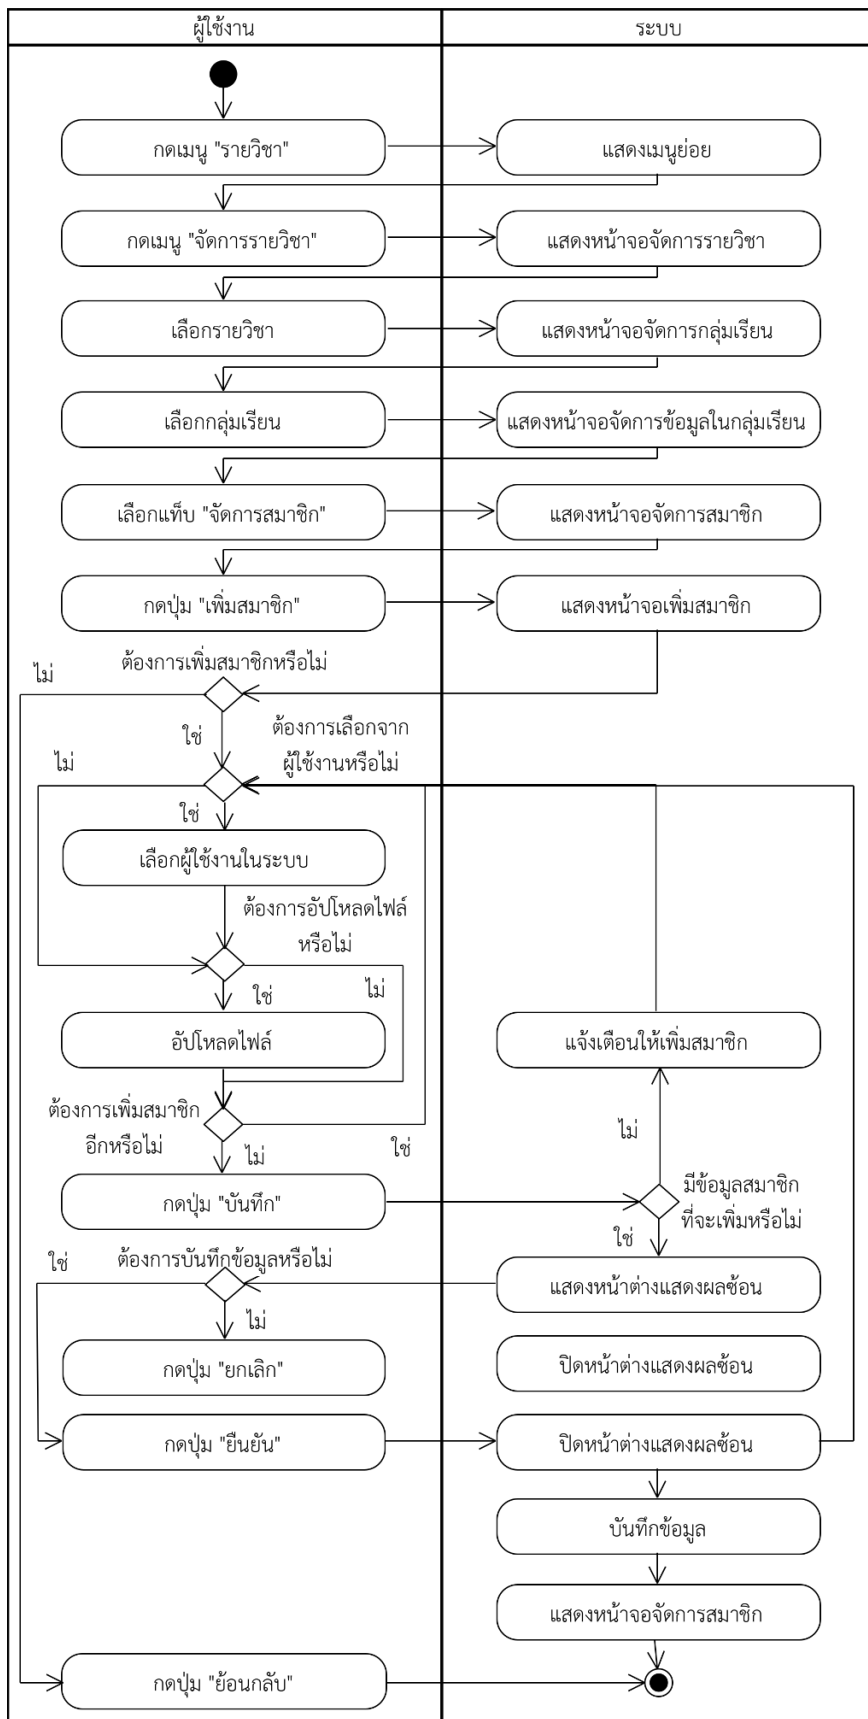 ผู้ใช้งาน
ระบบ
กดเมนู "รายวิชา"
แสดงเมนูย่อย
กดเมนู "จัดการรายวิชา"
แสดงหน้าจอจัดการรายวิชา
เลือกรายวิชา
แสดงหน้าจอจัดการกลุ่มเรียน
เลือกกลุ่มเรียน
แสดงหน้าจอจัดการข้อมูลในกลุ่มเรียน
เลือกแท็บ "จัดการสมาชิก"
แสดงหน้าจอจัดการสมาชิก
กดปุ่ม "เพิ่มสมาชิก"
แสดงหน้าจอเพิ่มสมาชิก
ต้องการเพิ่มสมาชิกหรือไม่
ไม่
ใช่
ต้องการเลือกจาก
ผู้ใช้งานหรือไม่
ไม่
ใช่
เลือกผู้ใช้งานในระบบ
ต้องการอัปโหลดไฟล์
หรือไม่
ไม่
ใช่
อัปโหลดไฟล์
แจ้งเตือนให้เพิ่มสมาชิก
ต้องการเพิ่มสมาชิก
อีกหรือไม่
ไม่
ใช่
ไม่
กดปุ่ม "บันทึก"
มีข้อมูลสมาชิก
ที่จะเพิ่มหรือไม่
ใช่
ต้องการบันทึกข้อมูลหรือไม่
ใช่
แสดงหน้าต่างแสดงผลซ้อน
ไม่
กดปุ่ม "ยกเลิก"
ปิดหน้าต่างแสดงผลซ้อน
กดปุ่ม "ยืนยัน"
ปิดหน้าต่างแสดงผลซ้อน
บันทึกข้อมูล
แสดงหน้าจอจัดการสมาชิก
กดปุ่ม "ย้อนกลับ"